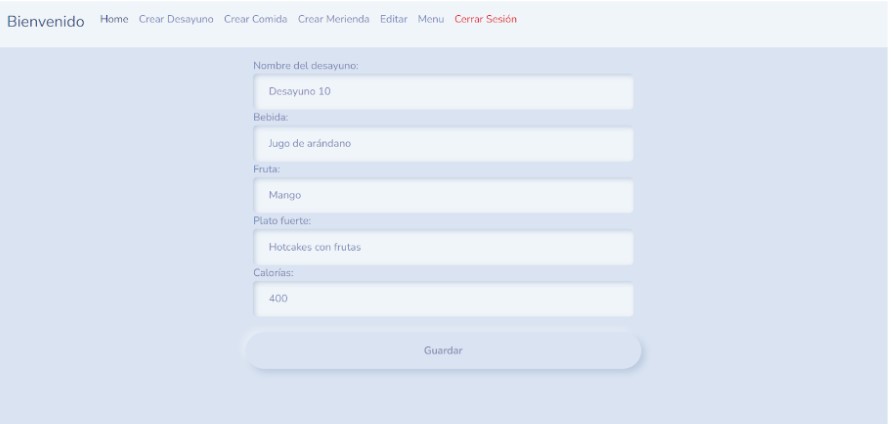 Bienvenido Home Crear Desayuno Crear Comida Crear Merienda Editar Menu Cerrar Sesión
Nombre del desayuno:
Desayuno 10
Bebida:
Jugo de arándano
Fruta:
Mango
Plato fuerte:
Hotcakes con frutas
Calorías:
400
Guardar